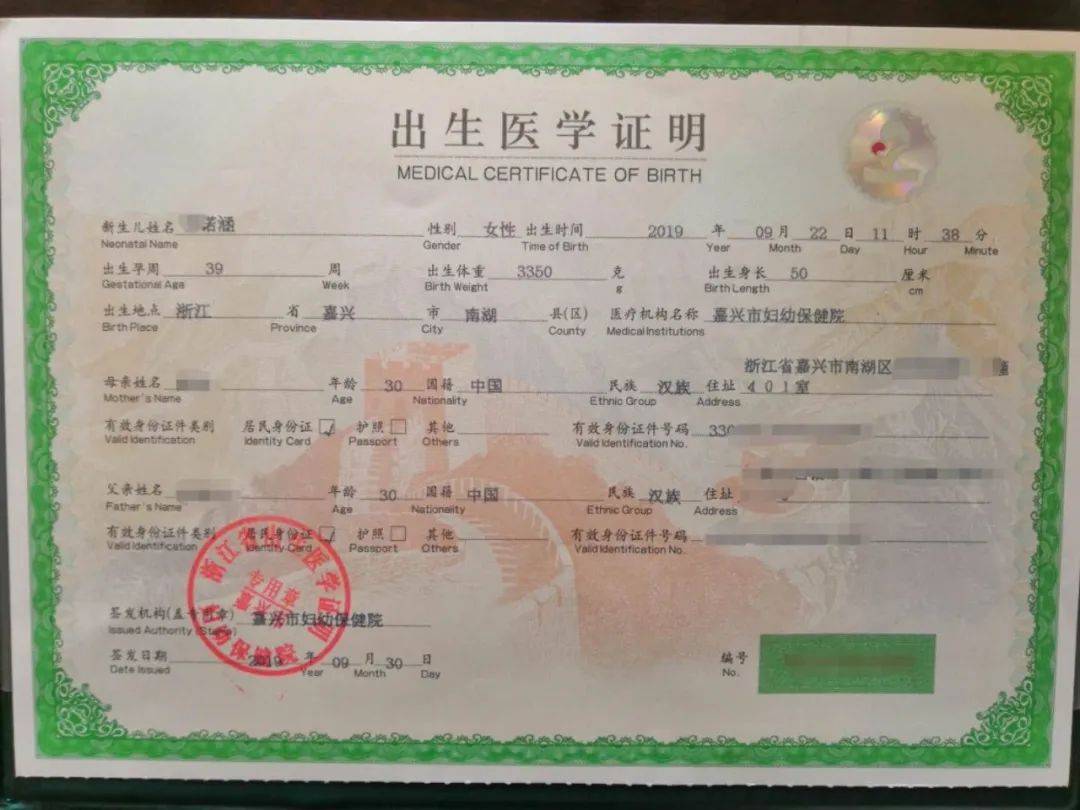 出生医学证明
MEDICAL CERTIFICATE OF BIRTH
新生儿姓名 若涵 性别 女性 出生时间 2019 年 09 月 22 日 11 时 38 分
Neonatal Name Gender Time of Birth Year Month Day Hour Minute
出生孕周 39 周 出生体重 3350 克 出生身长 50 厘米
Gestational Age Week Birth Weight g Birth Length cm
出生地点 浙江 省 嘉兴 市 南湖 县(区) 医疗机构名称 嘉兴市妇幼保健院
Birth Place Province City County Medical Institutions
浙江省嘉兴市南湖区
母亲姓名 年龄 30 国籍 中国 民族 汉族 住址 401室
Mother's Name Age Nationality Ethnic Group Address
有效身份证件类别 居民身份证 护照 其他 有效身份证件号码 330
Valid Identification Identity Card Passport Others Valid Identification No.
父亲姓名 年龄 30 国籍 中国 民族 汉族 住址
Father's Name Age Nationality Ethnic Group Address
有效身份证件类别 居民身份证 护照 其他 有效身份证件号码
Valid Identification Identity Card Passport Others Valid Identification No.
签发机构(盖专用章) 嘉兴市妇幼保健院
Issued Authority (Stamp)
签发日期 2019 年 09 月 30 日 编号
Date Issued Year Month Day No.
专用章